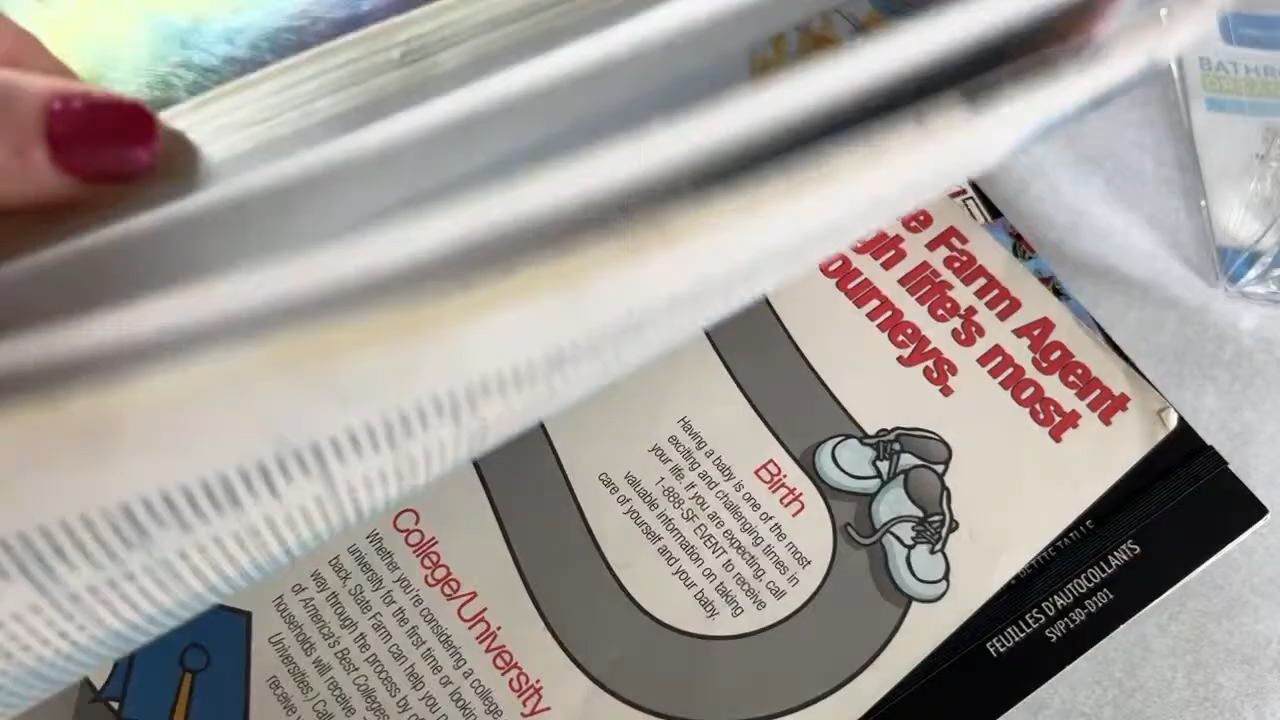 e Farm Agent
gh life's most
ourneys.
Birth
Having a baby is one of the most
exciting and challenging times in
your life. If you are expecting, call
1-888-SF EVENT to receive
valuable information on taking
care of yourself and your baby.
College/University
Whether you're considering a college
university for the first time or lookin
back, State Farm can help you
way through the process by
of America's Best Colleges
households will receive
Universities.) Call
receive
FEUILLES D'AUTOCOLLANTS
SVP130-D101
BATHR